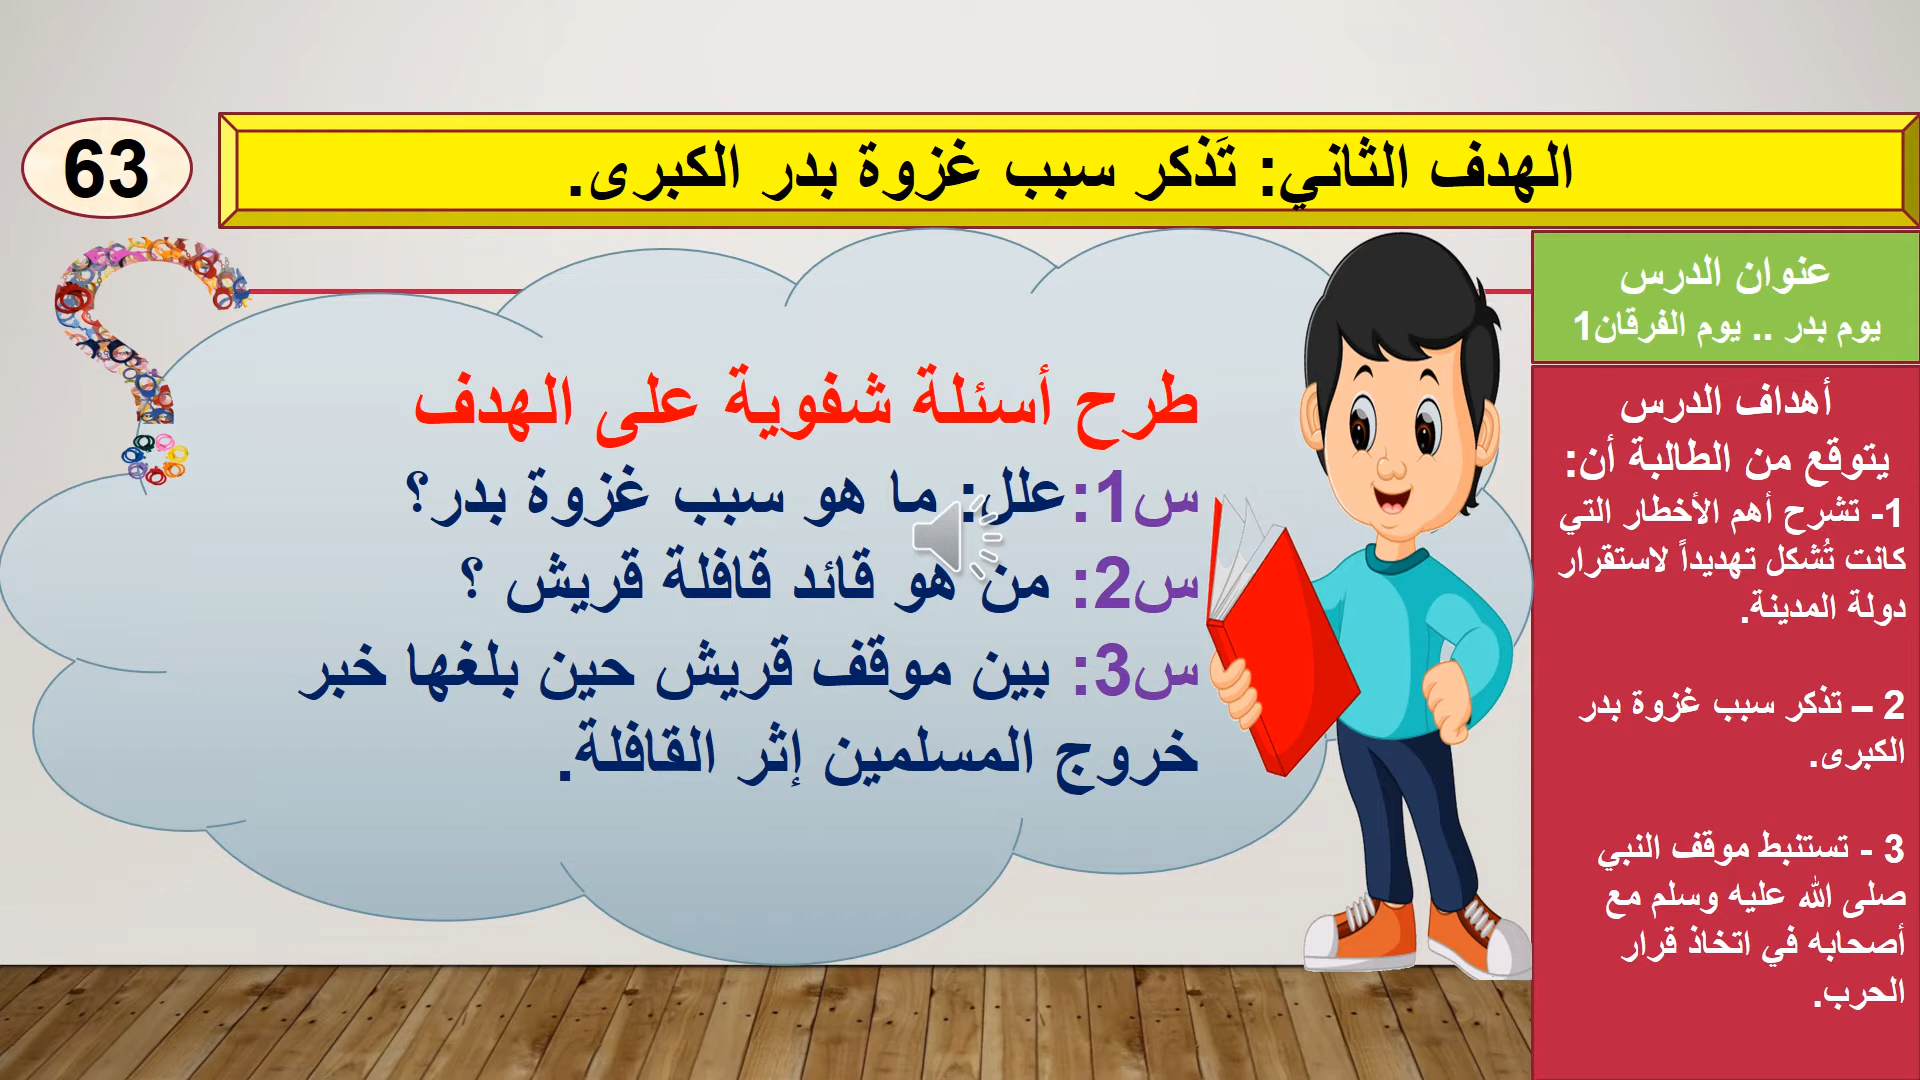 الهدف الثاني: تَذكر سبب غزوة بدر الكبرى.
63
عنوان الدرس
يوم بدر .. يوم الفرقان1
أهداف الدرس
يتوقع من الطالبة أن:
1- تشرح أهم الأخطار التي
كانت تُشكل تهديداً لاستقرار
دولة المدينة.
2 – تذكر سبب غزوة بدر
الكبرى.
3 - تستنبط موقف النبي
صلى الله عليه وسلم مع
أصحابه في اتخاذ قرار
الحرب.
طرح أسئلة شفوية على الهدف
س1:علل: ما هو سبب غزوة بدر؟
س2: من هو قائد قافلة قريش ؟
س3: بين موقف قريش حين بلغها خبر
خروج المسلمين إثر القافلة.